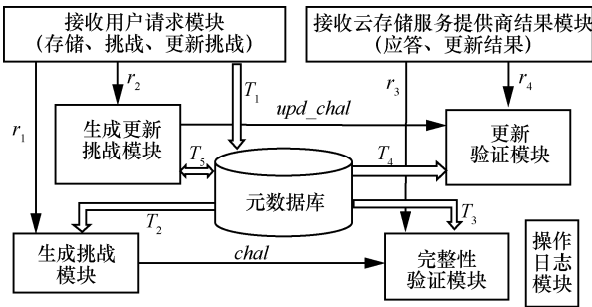 接收用户请求模块
(存储、挑战、更新挑战)
接收云存储服务提供商结果模块
(应答、更新结果)
r1
r2
T1
r3
r4
生成更新
挑战模块
upd_chal
更新
验证模块
T5
T4
元数据库
T2
T3
生成挑战
模块
chal
完整性
验证模块
操作
日志
模块